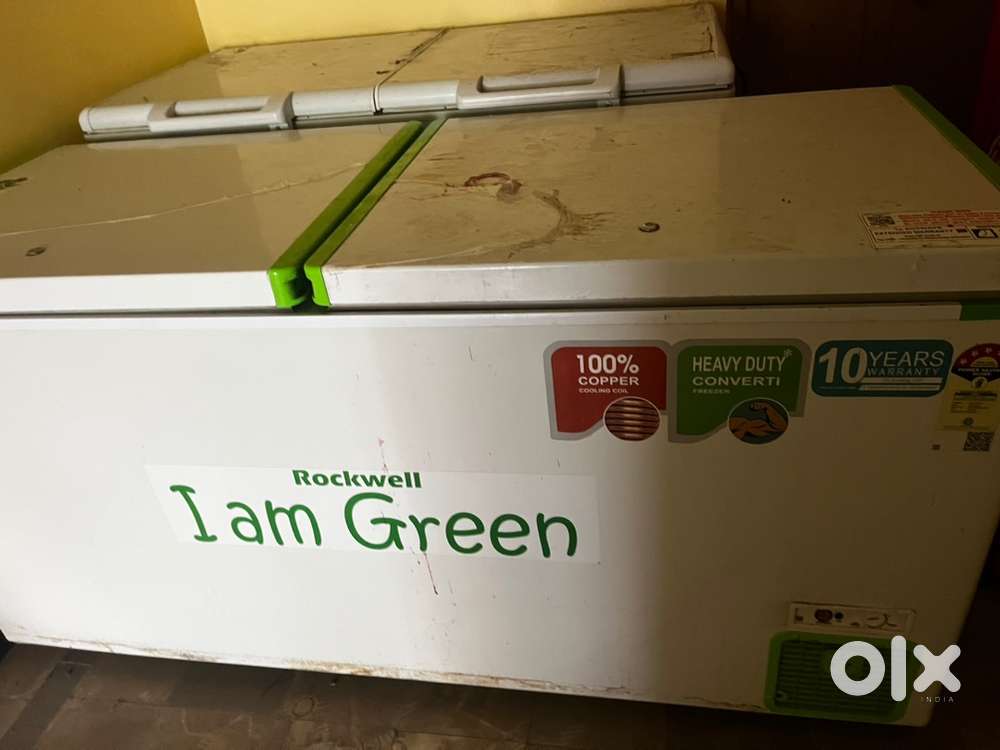 100%
COPPER
COOLING COIL
HEAVY DUTY*
CONVERTI
FREEZER
10 YEARS
WARRANTY
Rockwell
I am Green
olx
INDIA